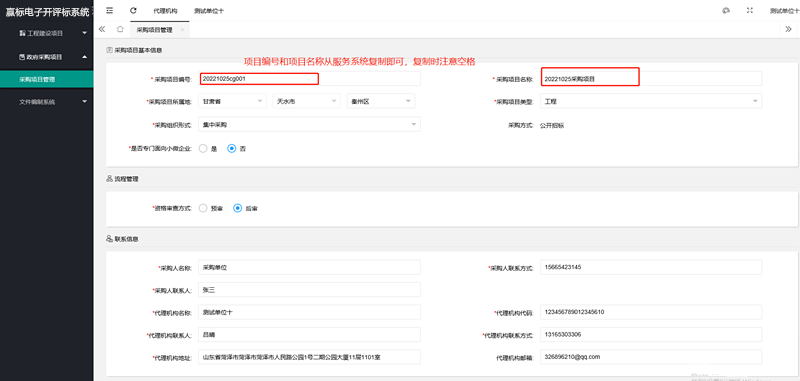 赢标电子开评标系统 代理机构 测试单位十 测试单位十
采购项目管理
工程建设项目
政府采购项目
采购项目管理
文件编制系统
采购项目基本信息
项目编号和项目名称从服务系统复制即可，复制时注意空格
*采购项目编号: 20221025cg001 *采购项目名称: 20221025采购项目
*采购项目所属地: 甘肃省 天水市 秦州区 *采购项目类型: 工程
*采购组织形式: 集中采购 采购方式: 公开招标
*是否专门面向小微企业: 是 否
流程管理
*资格审查方式: 预审 后审
联系信息
*采购人名称: 采购单位 *采购人联系方式: 15665423145
*采购人联系人: 张三
*代理机构名称: 测试单位十 *代理机构代码: 123456789012345610
*代理机构联系人: 吕晴 *代理机构联系方式: 13165303306
*代理机构地址: 山东省菏泽市菏泽市菏泽市人民路公园1号二期公园大厦11层1101室 代理机构邮箱: 326896210@qq.com